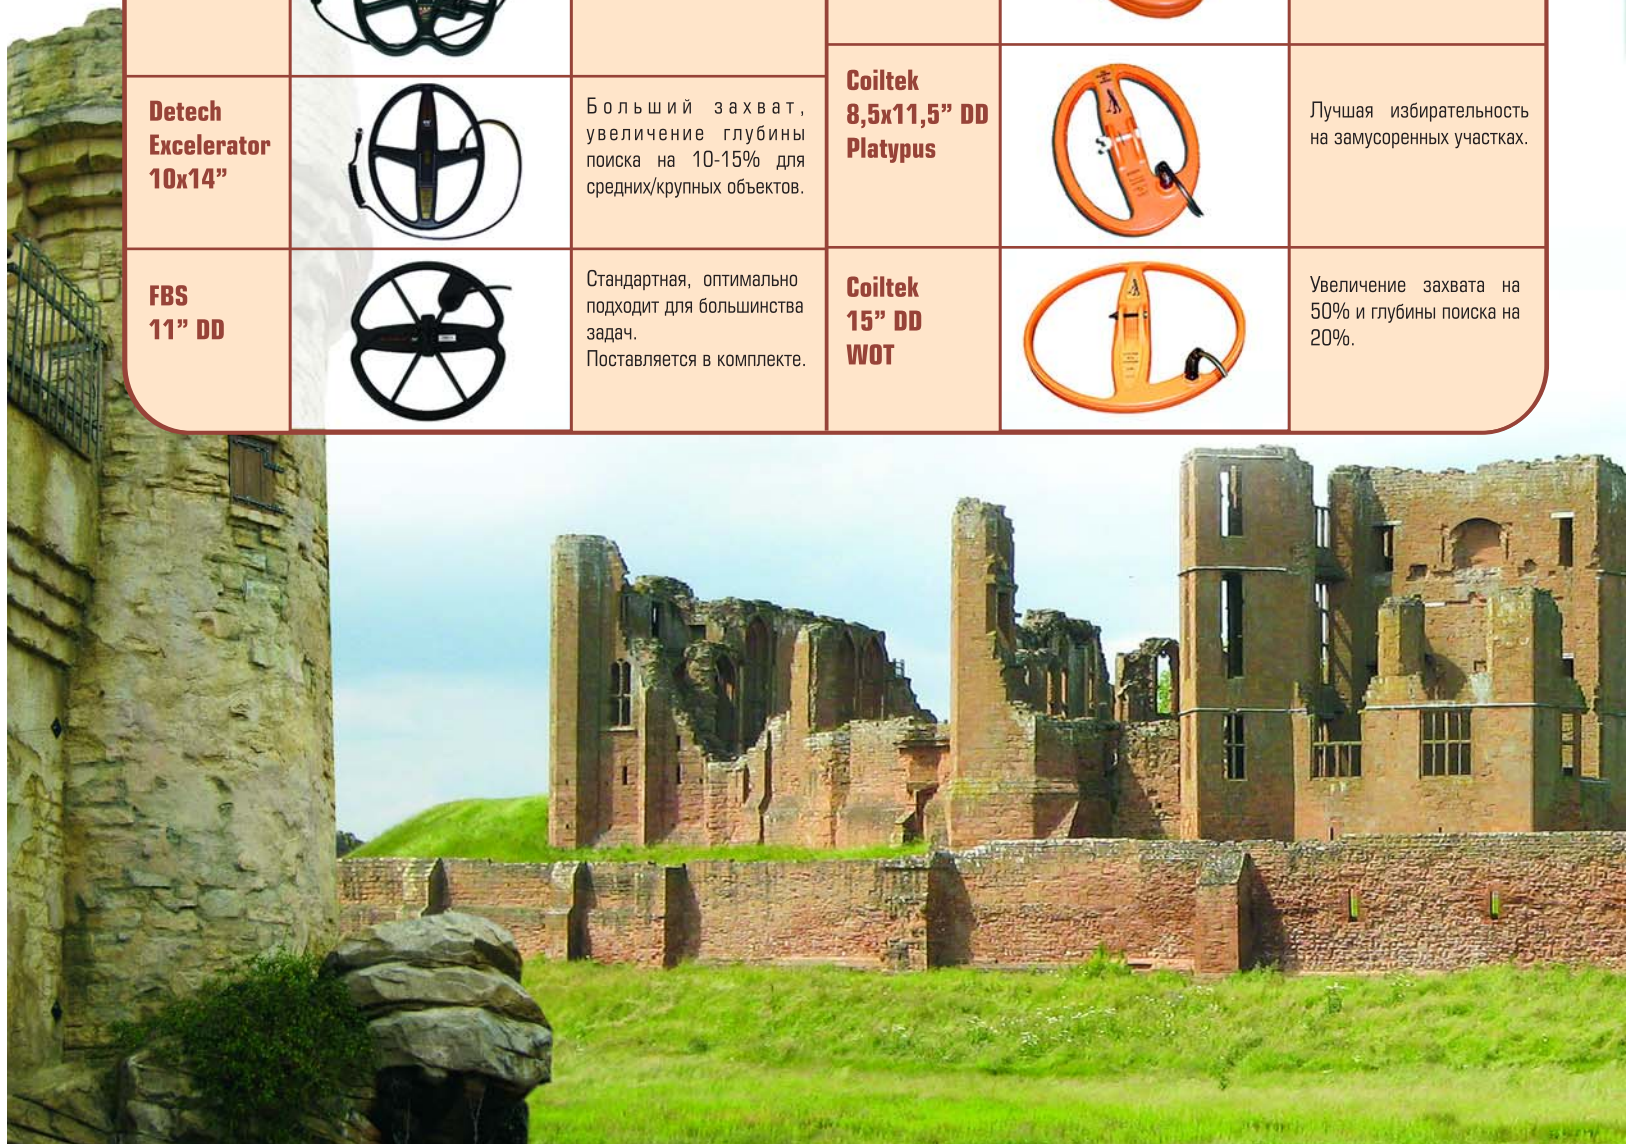 Detech
Excelerator
10x14”
Больший захват,
увеличение глубины
поиска на 10-15% для
средних/крупных объектов.
FBS
11” DD
Стандартная, оптимально
подходит для большинства
задач.
Поставляется в комплекте.
Coiltek
8,5x11,5” DD
Platypus
Лучшая избирательность
на замусоренных участках.
Coiltek
15” DD
WOT
Увеличение захвата на
50% и глубины поиска на
20%.